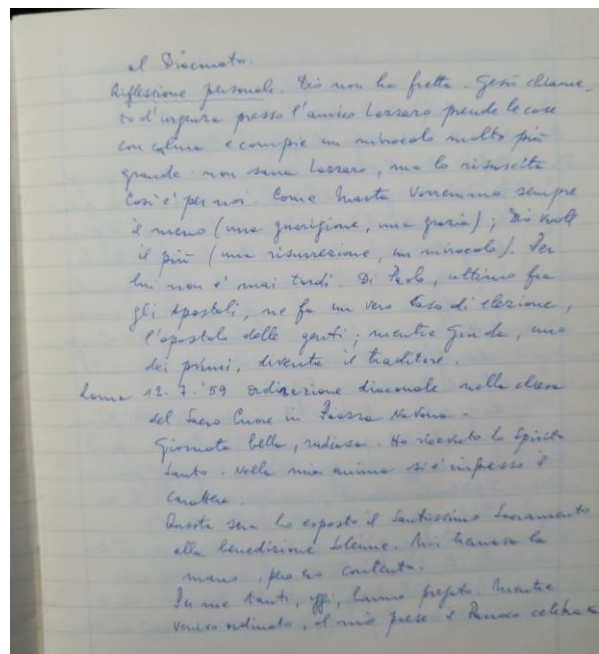 al Diaconato.
Riflessione personale. Dio non ha fretta. Gesù chiama-
to d'urgenza presso l'amico Lazzaro prende le cose
con calma e compie un miracolo molto più
grande: non sana Lazzaro, ma lo risuscita.
Così è per noi. Come Marta vorremmo sempre
il meno (una guarigione, una grazia); Dio vuole
il più (una risurrezione, un miracolo). Per
lui non è mai tardi. Di Paolo, ultimo fra
gli Apostoli, ne fa un vero vaso di elezione,
l'apostolo delle genti; mentre Giuda, uno
dei primi, diventa il traditore.
Roma 12.7.'59 Ordinazione diaconale nella chiesa
del Sacro Cuore in Piazza Navona.
Giornata bella, radiosa. Ho ricevuto lo Spirito
Santo. Nella mia anima si è impresso il
carattere.
Questa sera ho esposto il Santissimo Sacramento
alla benedizione solenne. Mi tremava la
mano, però ero contento.
Per me tanti, oggi, hanno pregato. Mentre
venivo ordinato, al mio paese il Parroco celebra